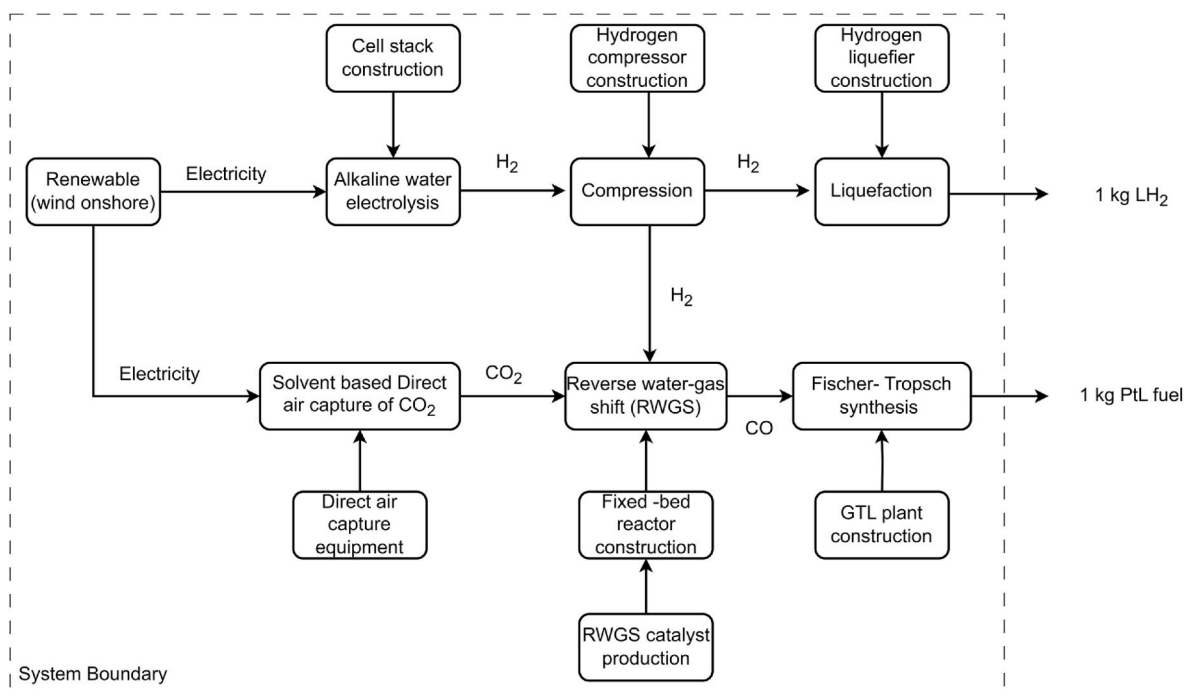 Cell stack
construction
Hydrogen
compressor
construction
Hydrogen
liquefier
construction
Renewable
(wind onshore)
Electricity
Alkaline water
electrolysis
H2
Compression
H2
Liquefaction
1 kg LH2
H2
Electricity
Solvent based Direct
air capture of CO2
CO2
Reverse water-gas
shift (RWGS)
CO
Fischer- Tropsch
synthesis
1 kg PtL fuel
Direct air
capture
equipment
Fixed -bed
reactor
construction
GTL plant
construction
RWGS catalyst
production
System Boundary